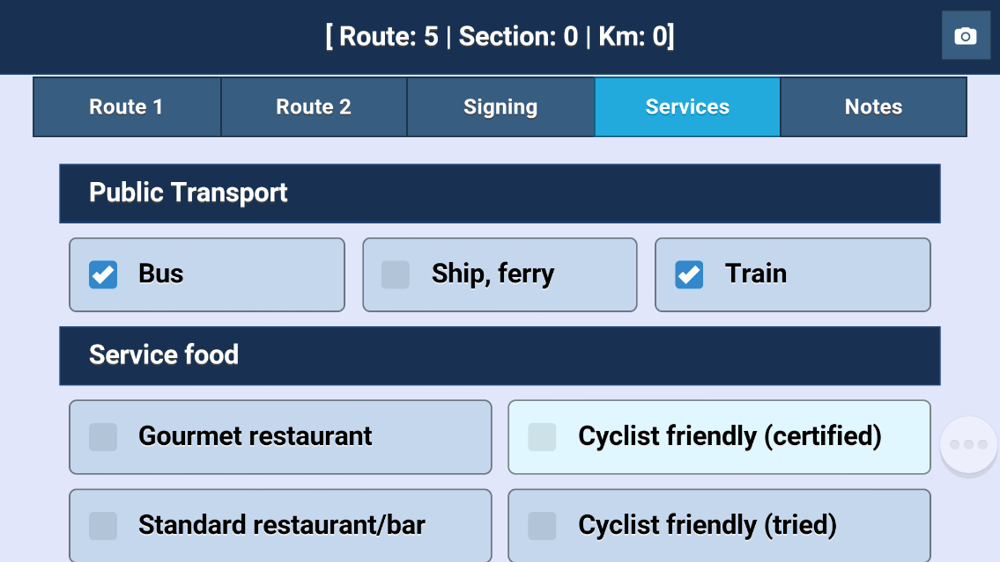 [ Route: 5 | Section: 0 | Km: 0]
Route 1
Route 2
Signing
Services
Notes
Public Transport
Bus
Ship, ferry
Train
Service food
Gourmet restaurant
Cyclist friendly (certified)
Standard restaurant/bar
Cyclist friendly (tried)